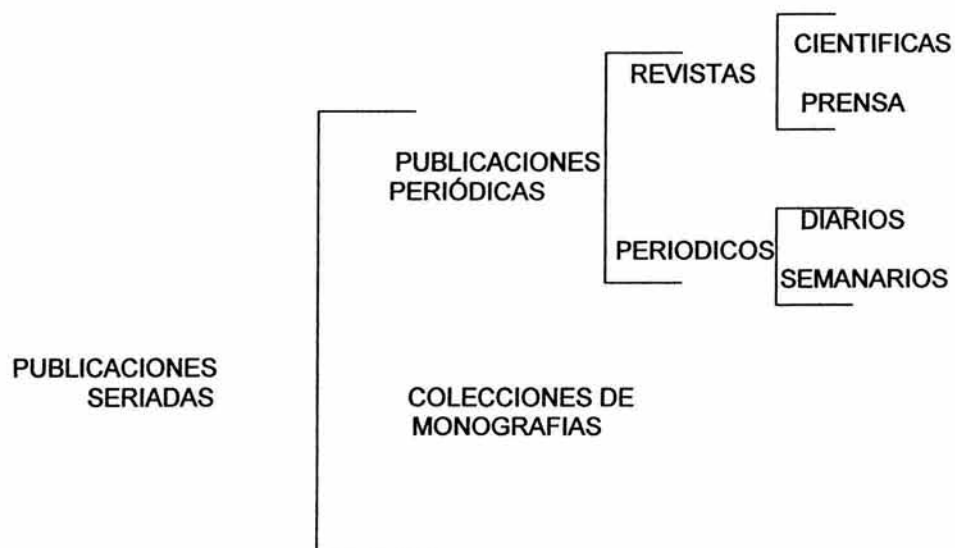 CIENTIFICAS
REVISTAS
PRENSA
PUBLICACIONES
PERIÓDICAS
DIARIOS
PERIODICOS
SEMANARIOS
PUBLICACIONES
SERIADAS
COLECCIONES DE
MONOGRAFIAS